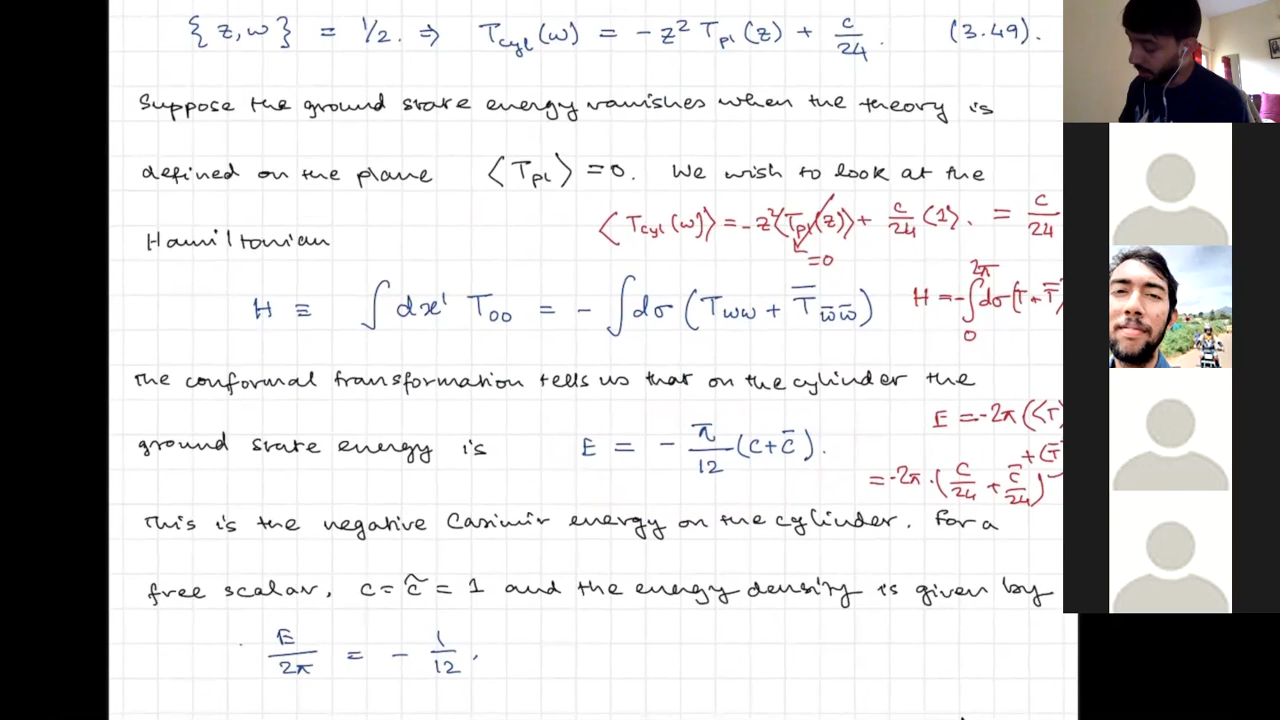 { z, w } = 1/2. ⇒ T_cyl (w) = - z² T_pl (z) + c/24. (3.49).
Suppose the ground state energy vanishes when the theory is
defined on the plane ⟨T_pl⟩ = 0. We wish to look at the
⟨T_cyl (w)⟩ = - z² ⟨T_pl (z)⟩ + c/24 ⟨1⟩. = c/24
= 0
Hamiltonian
H ≡ ∫ dx¹ T₀₀ = - ∫ dσ (T_ww + T̄_w̄w̄)
H = - ∫₀^2π dσ (T + T̄)
The conformal transformation tells us that on the cylinder the
E = -2π (⟨T⟩
ground state energy is E = - π/12 (c + c̄).
+ ⟨T̄
= -2π · (c/24 + c̄/24)
This is the negative Casimir energy on the cylinder. For a
free scalar, c = c̃ = 1 and the energy density is given by
E/2π = - 1/12,